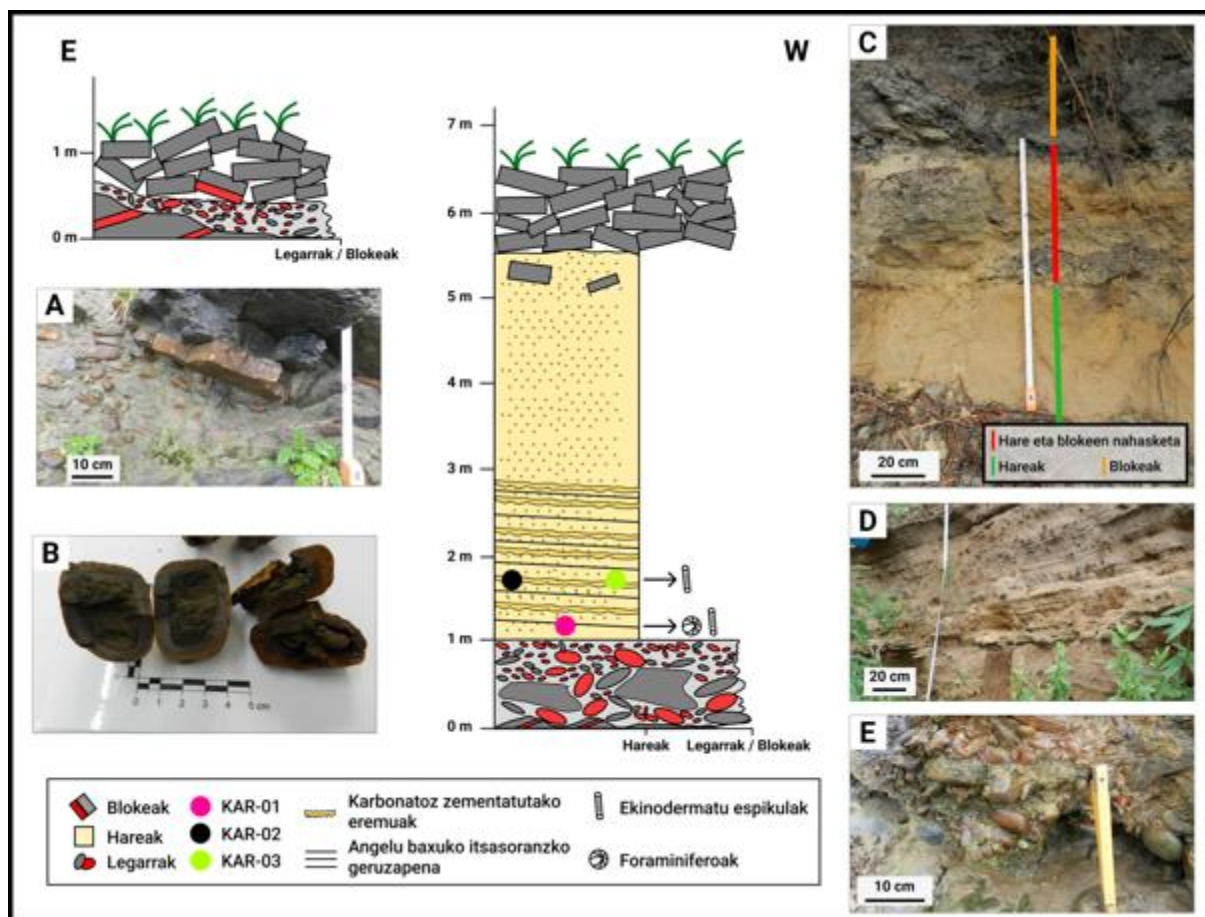 E
W
1 m
0 m
Legarrak / Blokeak
A
10 cm
B
0 1 2 3 4 5 cm
7 m
6 m
5 m
4 m
3 m
2 m
1 m
0 m
Hareak
Legarrak / Blokeak
C
Hare eta blokeen nahasketa
Hareak
Blokeak
20 cm
D
20 cm
E
10 cm
Blokeak
Hareak
Legarrak
KAR-01
KAR-02
KAR-03
Karbonatoz zementatutako
eremuak
Angelu baxuko itsasoranzko
geruzapena
Ekinodermatu espikulak
Foraminiferoak